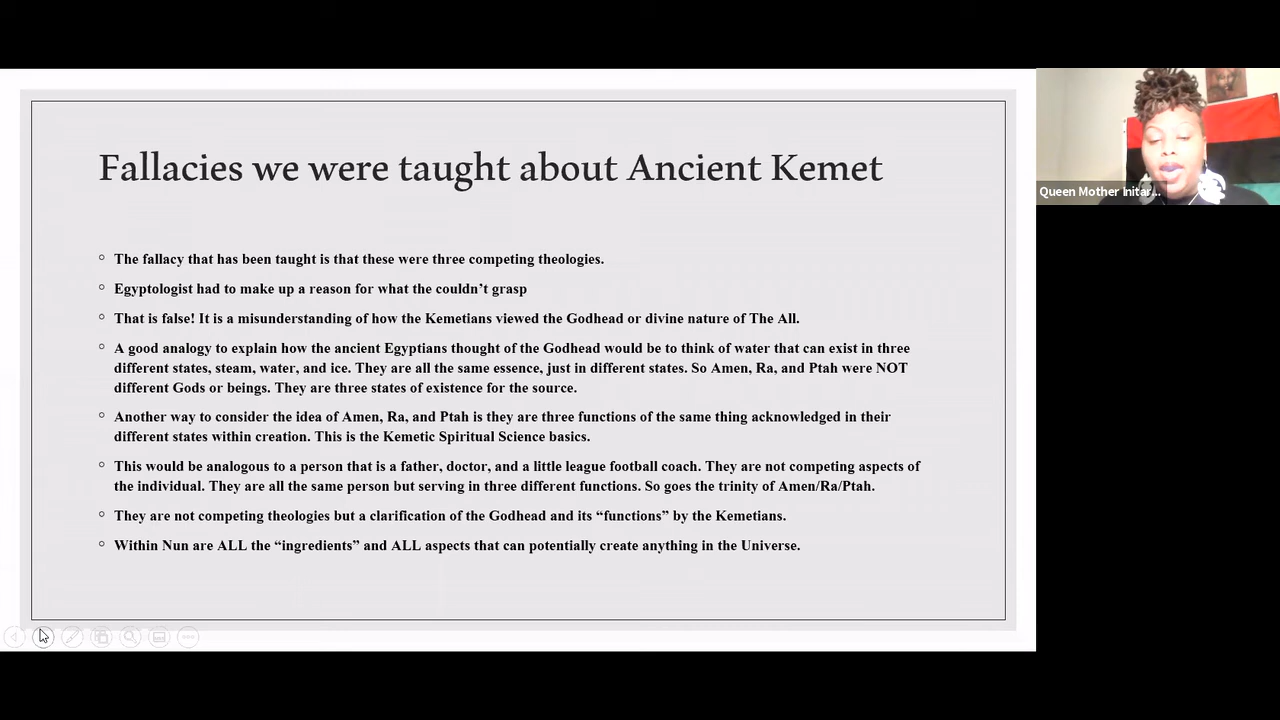 Fallacies we were taught about Ancient Kemet
The fallacy that has been taught is that these were three competing theologies.
Egyptologist had to make up a reason for what the couldn’t grasp
That is false! It is a misunderstanding of how the Kemetians viewed the Godhead or divine nature of The All.
A good analogy to explain how the ancient Egyptians thought of the Godhead would be to think of water that can exist in three
different states, steam, water, and ice. They are all the same essence, just in different states. So Amen, Ra, and Ptah were NOT
different Gods or beings. They are three states of existence for the source.
Another way to consider the idea of Amen, Ra, and Ptah is they are three functions of the same thing acknowledged in their
different states within creation. This is the Kemetic Spiritual Science basics.
This would be analogous to a person that is a father, doctor, and a little league football coach. They are not competing aspects of
the individual. They are all the same person but serving in three different functions. So goes the trinity of Amen/Ra/Ptah.
They are not competing theologies but a clarification of the Godhead and its “functions” by the Kemetians.
Within Nun are ALL the “ingredients” and ALL aspects that can potentially create anything in the Universe.
Queen Mother Initar...